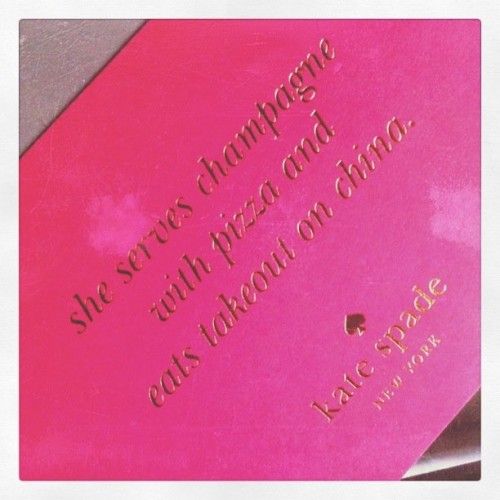 she serves champagne
with pizza and
eats takeout on china.
kate spade
NEW YORK